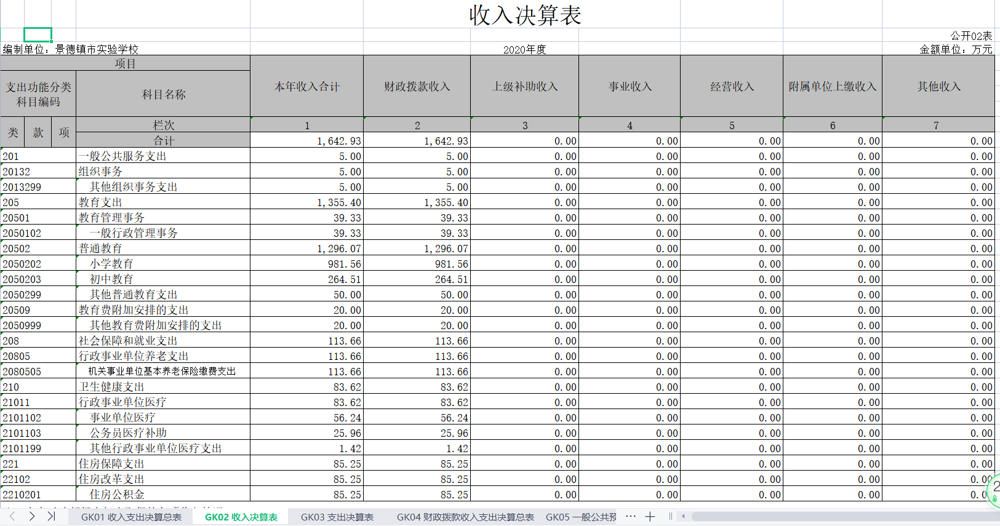 收入决算表
公开02表
编制单位：景德镇市实验学校 2020年度 金额单位：万元
项目 本年收入合计 财政拨款收入 上级补助收入 事业收入 经营收入 附属单位上缴收入 其他收入
支出功能分类科目编码 科目名称
类 款 项 栏次 1 2 3 4 5 6 7
合计 1,642.93 1,642.93 0.00 0.00 0.00 0.00 0.00
201 一般公共服务支出 5.00 5.00 0.00 0.00 0.00 0.00 0.00
20132 组织事务 5.00 5.00 0.00 0.00 0.00 0.00 0.00
2013299 其他组织事务支出 5.00 5.00 0.00 0.00 0.00 0.00 0.00
205 教育支出 1,355.40 1,355.40 0.00 0.00 0.00 0.00 0.00
20501 教育管理事务 39.33 39.33 0.00 0.00 0.00 0.00 0.00
2050102 一般行政管理事务 39.33 39.33 0.00 0.00 0.00 0.00 0.00
20502 普通教育 1,296.07 1,296.07 0.00 0.00 0.00 0.00 0.00
2050202 小学教育 981.56 981.56 0.00 0.00 0.00 0.00 0.00
2050203 初中教育 264.51 264.51 0.00 0.00 0.00 0.00 0.00
2050299 其他普通教育支出 50.00 50.00 0.00 0.00 0.00 0.00 0.00
20509 教育费附加安排的支出 20.00 20.00 0.00 0.00 0.00 0.00 0.00
2050999 其他教育费附加安排的支出 20.00 20.00 0.00 0.00 0.00 0.00 0.00
208 社会保障和就业支出 113.66 113.66 0.00 0.00 0.00 0.00 0.00
20805 行政事业单位养老支出 113.66 113.66 0.00 0.00 0.00 0.00 0.00
2080505 机关事业单位基本养老保险缴费支出 113.66 113.66 0.00 0.00 0.00 0.00 0.00
210 卫生健康支出 83.62 83.62 0.00 0.00 0.00 0.00 0.00
21011 行政事业单位医疗 83.62 83.62 0.00 0.00 0.00 0.00 0.00
2101102 事业单位医疗 56.24 56.24 0.00 0.00 0.00 0.00 0.00
2101103 公务员医疗补助 25.96 25.96 0.00 0.00 0.00 0.00 0.00
2101199 其他行政事业单位医疗支出 1.42 1.42 0.00 0.00 0.00 0.00 0.00
221 住房保障支出 85.25 85.25 0.00 0.00 0.00 0.00 0.00
22102 住房改革支出 85.25 85.25 0.00 0.00 0.00 0.00 0.00
2210201 住房公积金 85.25 85.25 0.00 0.00 0.00 0.00 0.00
GK01 收入支出决算总表 GK02 收入决算表 GK03 支出决算表 GK04 财政拨款收入支出决算总表 GK05 一般公共预 ···